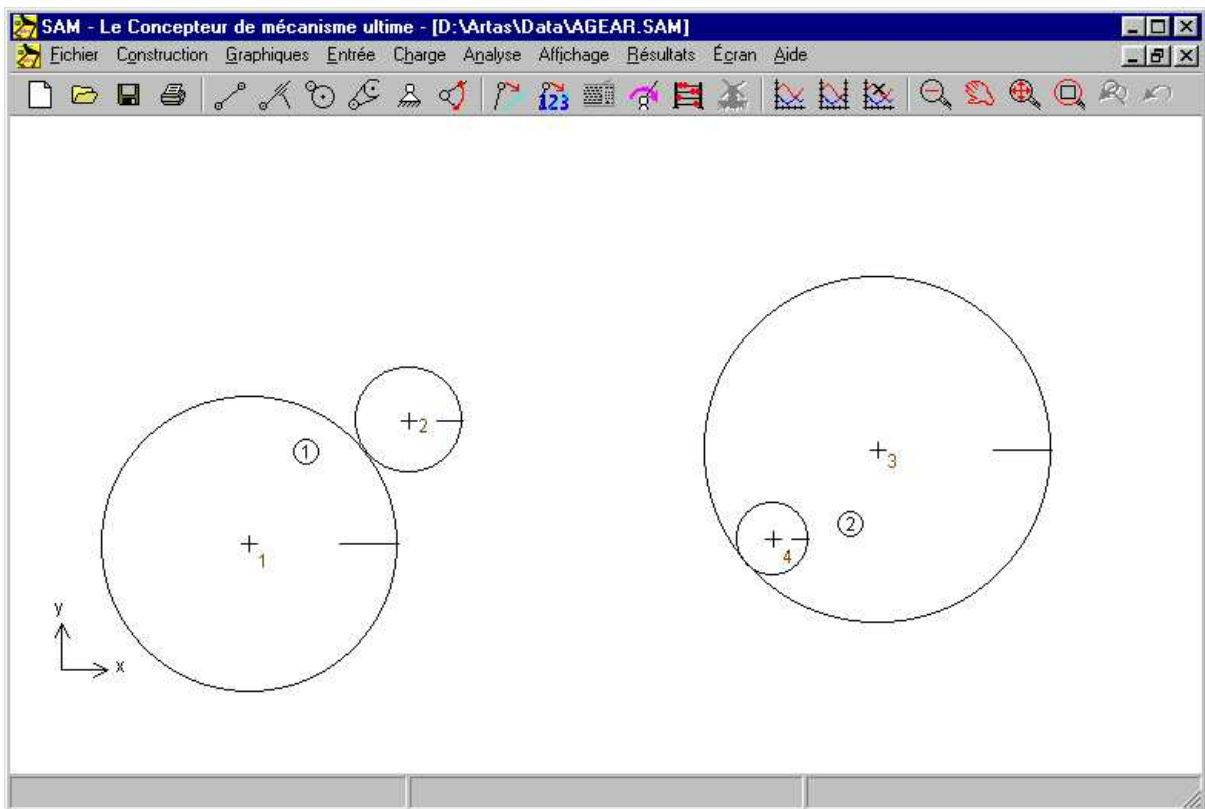 SAM - Le Concepteur de mécanisme ultime - [D:\Artas\Data\AGEAR.SAM]
Fichier Construction Graphiques Entrée Charge Analyse Affichage Résultats Écran Aide
123
2
1
3
2
4
1
y
x